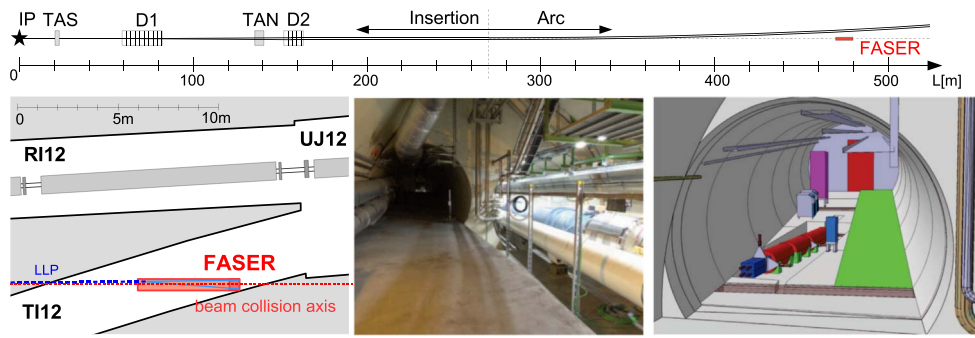 IP TAS D1 TAN D2 Insertion Arc
FASER
0 100 200 300 400 500 L[m]
0 5m 10m
RI12 UJ12
LLP FASER
TI12 beam collision axis